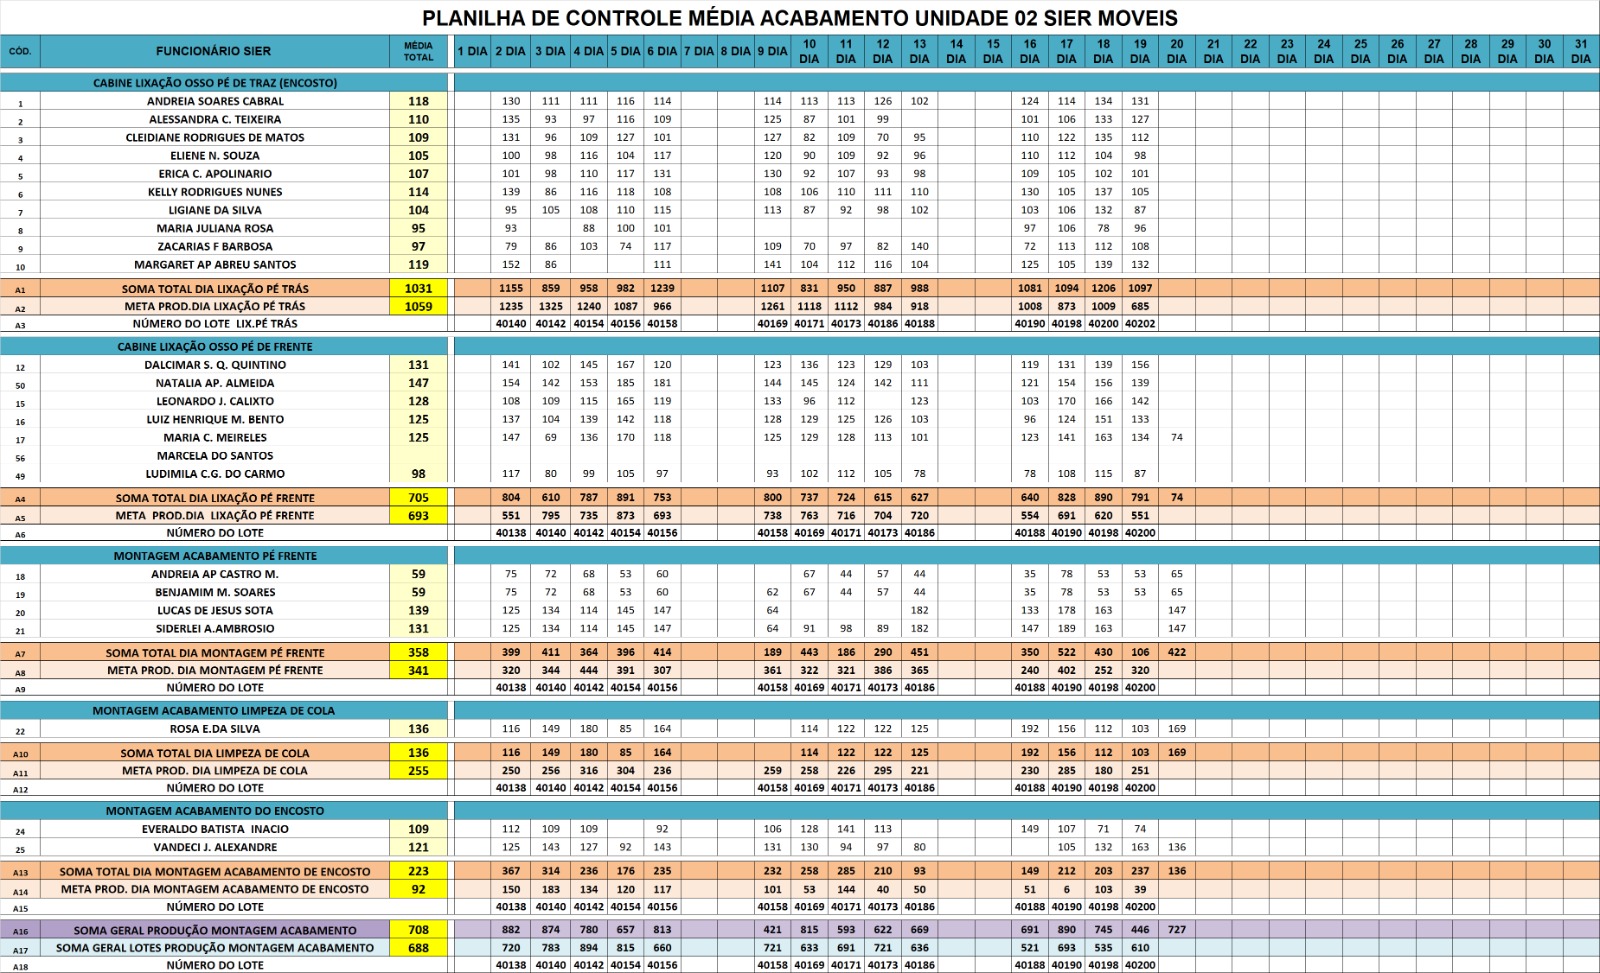 PLANILHA DE CONTROLE MÉDIA ACABAMENTO UNIDADE 02 SIER MOVEIS
CÓD. FUNCIONÁRIO SIER MÉDIA TOTAL 1 DIA 2 DIA 3 DIA 4 DIA 5 DIA 6 DIA 7 DIA 8 DIA 9 DIA 10 DIA 11 DIA 12 DIA 13 DIA 14 DIA 15 DIA 16 DIA 17 DIA 18 DIA 19 DIA 20 DIA 21 DIA 22 DIA 23 DIA 24 DIA 25 DIA 26 DIA 27 DIA 28 DIA 29 DIA 30 DIA 31 DIA
CABINE LIXAÇÃO OSSO PÉ DE TRAZ (ENCOSTO)
1 ANDREIA SOARES CABRAL 118 130 111 111 116 114 114 113 113 126 102 124 114 134 131
2 ALESSANDRA C. TEIXEIRA 110 135 93 97 116 109 125 87 101 99 101 106 133 127
3 CLEIDIANE RODRIGUES DE MATOS 109 131 96 109 127 101 127 82 109 70 95 110 122 135 112
4 ELIENE N. SOUZA 105 100 98 116 104 117 120 90 109 92 96 110 112 104 98
5 ERICA C. APOLINARIO 107 101 98 110 117 131 130 92 107 93 98 109 105 102 101
6 KELLY RODRIGUES NUNES 114 139 86 116 118 108 108 106 110 111 110 130 105 137 105
7 LIGIANE DA SILVA 104 95 105 108 110 115 113 87 92 98 102 103 106 132 87
8 MARIA JULIANA ROSA 95 93 88 100 101 97 106 78 96
9 ZACARIAS F BARBOSA 97 79 86 103 74 117 109 70 97 82 140 72 113 112 108
10 MARGARET AP ABREU SANTOS 119 152 86 111 141 104 112 116 104 125 105 139 132
A1 SOMA TOTAL DIA LIXAÇÃO PÉ TRÁS 1031 1155 859 958 982 1239 1107 831 950 887 988 1081 1094 1206 1097
A2 META PROD.DIA LIXAÇÃO PÉ TRÁS 1059 1235 1325 1240 1087 966 1261 1118 1112 984 918 1008 873 1009 685
A3 NÚMERO DO LOTE LIX.PÉ TRÁS 40140 40142 40154 40156 40158 40169 40171 40173 40186 40188 40190 40198 40200 40202
CABINE LIXAÇÃO OSSO PÉ DE FRENTE
12 DALCIMAR S. Q. QUINTINO 131 141 102 145 167 120 123 136 123 129 103 119 131 139 156
50 NATALIA AP. ALMEIDA 147 154 142 153 185 181 144 145 124 142 111 121 154 156 139
15 LEONARDO J. CALIXTO 128 108 109 115 165 119 133 96 112 123 103 170 166 142
16 LUIZ HENRIQUE M. BENTO 125 137 104 139 142 118 128 129 125 126 103 96 124 151 133
17 MARIA C. MEIRELES 125 147 69 136 170 118 125 129 128 113 101 123 141 163 134 74
56 MARCELA DO SANTOS
49 LUDIMILA C.G. DO CARMO 98 117 80 99 105 97 93 102 112 105 78 78 108 115 87
A4 SOMA TOTAL DIA LIXAÇÃO PÉ FRENTE 705 804 610 787 891 753 800 737 724 615 627 640 828 890 791 74
A5 META PROD.DIA LIXAÇÃO PÉ FRENTE 693 551 795 735 873 693 738 763 716 704 720 554 691 620 551
A6 NÚMERO DO LOTE 40138 40140 40142 40154 40156 40158 40169 40171 40173 40186 40188 40190 40198 40200
MONTAGEM ACABAMENTO PÉ FRENTE
18 ANDREIA AP CASTRO M. 59 75 72 68 53 60 67 44 57 44 35 78 53 53 65
19 BENJAMIM M. SOARES 59 75 72 68 53 60 62 67 44 57 44 35 78 53 53 65
20 LUCAS DE JESUS SOTA 139 125 134 114 145 147 64 182 133 178 163 147
21 SIDERLEI A.AMBROSIO 131 125 134 114 145 147 64 91 98 89 182 147 189 163 147
A7 SOMA TOTAL DIA MONTAGEM PÉ FRENTE 358 399 411 364 396 414 189 443 186 290 451 350 522 430 106 422
A8 META PROD. DIA MONTAGEM PÉ FRENTE 341 320 344 444 391 307 361 322 321 386 365 240 402 252 320
A9 NÚMERO DO LOTE 40138 40140 40142 40154 40156 40158 40169 40171 40173 40186 40188 40190 40198 40200
MONTAGEM ACABAMENTO LIMPEZA DE COLA
22 ROSA E.DA SILVA 136 116 149 180 85 164 114 122 122 125 192 156 112 103 169
A10 SOMA TOTAL DIA LIMPEZA DE COLA 136 116 149 180 85 164 114 122 122 125 192 156 112 103 169
A11 META PROD. DIA LIMPEZA DE COLA 255 250 256 316 304 236 259 258 226 295 221 230 285 180 251
A12 NÚMERO DO LOTE 40138 40140 40142 40154 40156 40158 40169 40171 40173 40186 40188 40190 40198 40200
MONTAGEM ACABAMENTO DO ENCOSTO
24 EVERALDO BATISTA INACIO 109 112 109 109 92 106 128 141 113 149 107 71 74
25 VANDECI J. ALEXANDRE 121 125 143 127 92 143 131 130 94 97 80 105 132 163 136
A13 SOMA TOTAL DIA MONTAGEM ACABAMENTO DE ENCOSTO 223 367 314 236 176 235 232 258 285 210 93 149 212 203 237 136
A14 META PROD. DIA MONTAGEM ACABAMENTO DE ENCOSTO 92 150 183 134 120 117 101 53 144 40 50 51 6 103 39
A15 NÚMERO DO LOTE 40138 40140 40142 40154 40156 40158 40169 40171 40173 40186 40188 40190 40198 40200
A16 SOMA GERAL PRODUÇÃO MONTAGEM ACABAMENTO 708 882 874 780 657 813 421 815 593 622 669 691 890 745 446 727
A17 SOMA GERAL LOTES PRODUÇÃO MONTAGEM ACABAMENTO 688 720 783 894 815 660 721 633 691 721 636 521 693 535 610
A18 NÚMERO DO LOTE 40138 40140 40142 40154 40156 40158 40169 40171 40173 40186 40188 40190 40198 40200